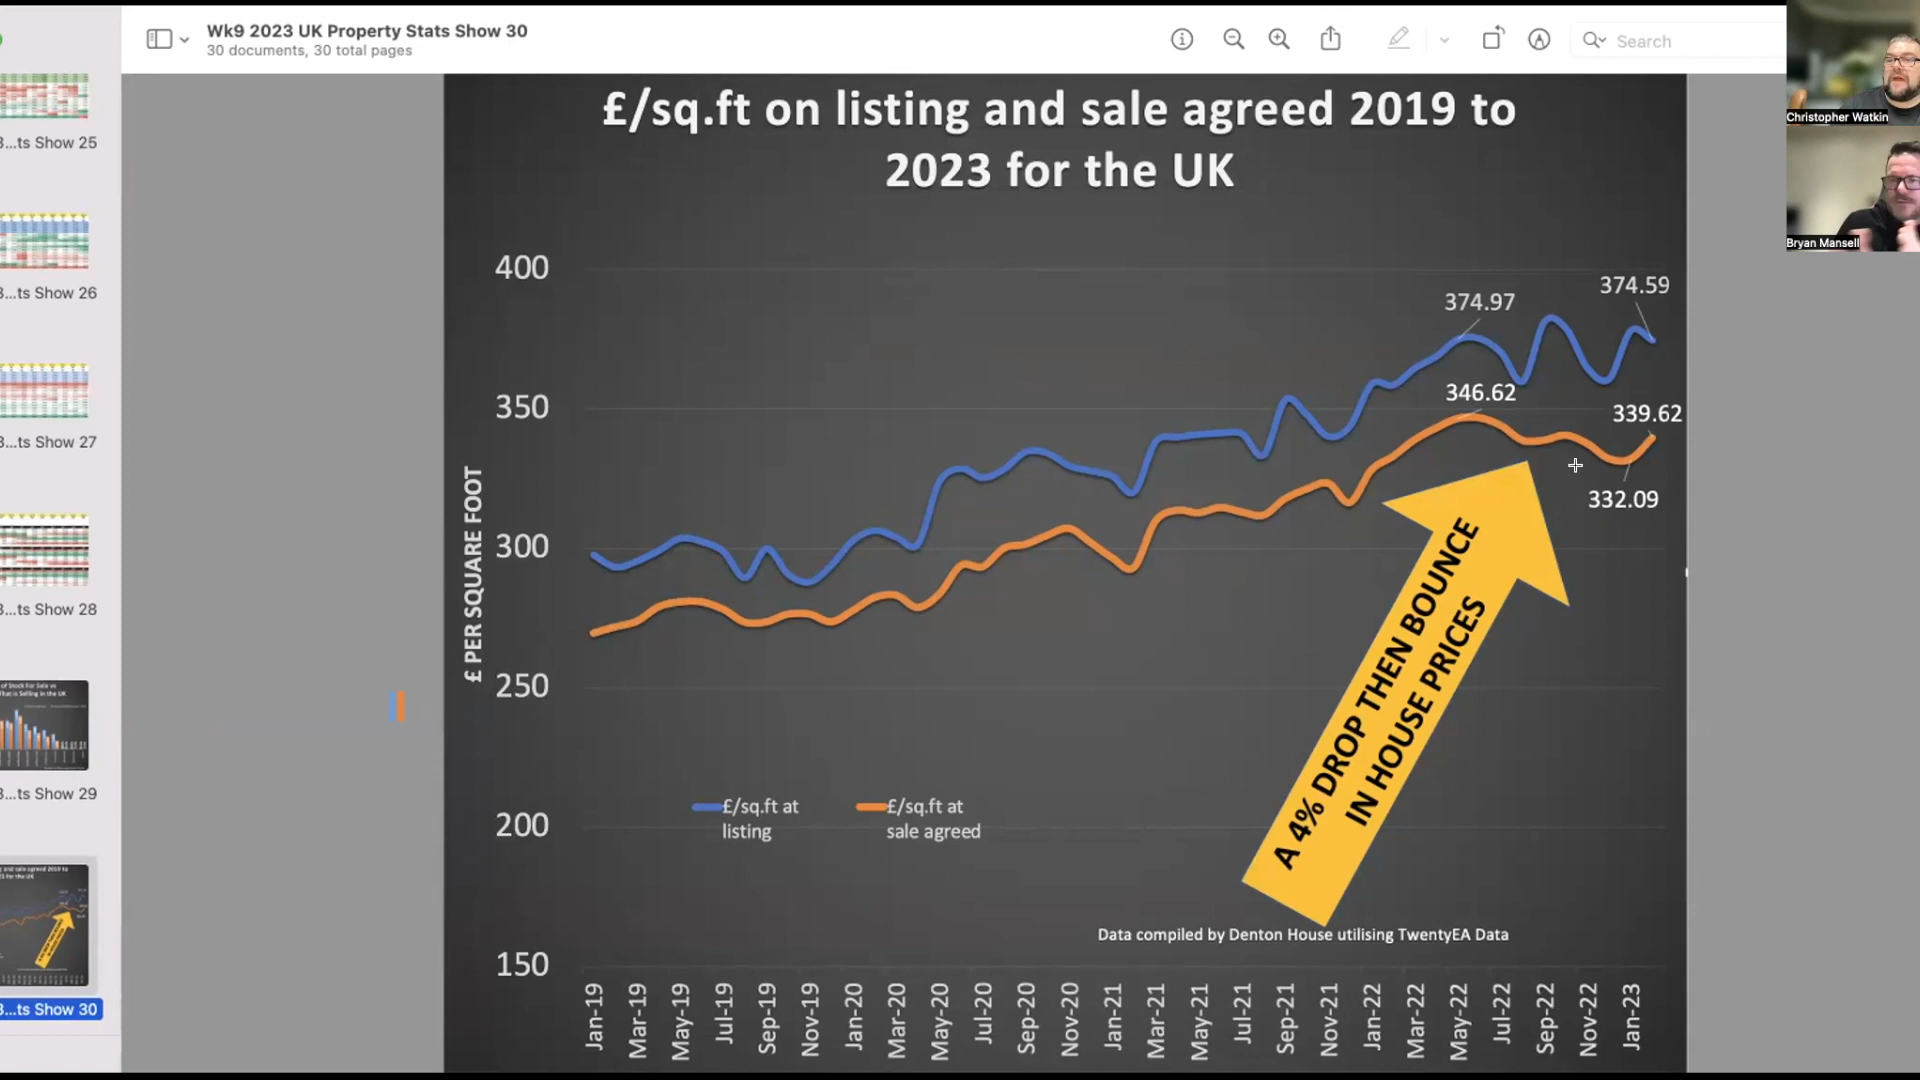 Wk9 2023 UK Property Stats Show 30
30 documents, 30 total pages
Search
Christopher Watkin
Bryan Mansell
3...ts Show 25
3...ts Show 26
3...ts Show 27
3...ts Show 28
3...ts Show 29
3...ts Show 30
£/sq.ft on listing and sale agreed 2019 to
2023 for the UK
£ PER SQUARE FOOT
400
350
300
250
200
150
374.97
374.59
346.62
339.62
332.09
A 4% DROP THEN BOUNCE
IN HOUSE PRICES
£/sq.ft at
listing
£/sq.ft at
sale agreed
Data compiled by Denton House utilising TwentyEA Data
Jan-19
Mar-19
May-19
Jul-19
Sep-19
Nov-19
Jan-20
Mar-20
May-20
Jul-20
Sep-20
Nov-20
Jan-21
Mar-21
May-21
Jul-21
Sep-21
Nov-21
Jan-22
Mar-22
May-22
Jul-22
Sep-22
Nov-22
Jan-23